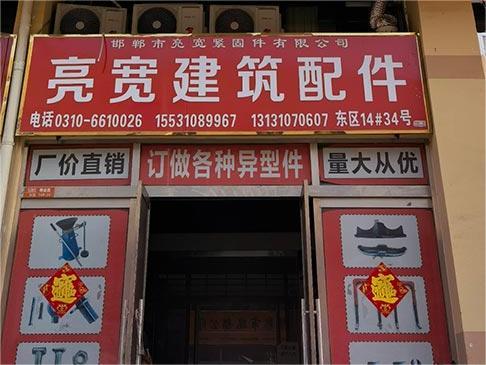 邯郸市亮宽紧固件有限公司
亮宽建筑配件
电话0310-6610026 15531089967 13131070607 东区14#34号
厂价直销 订做各种异型件 量大从优